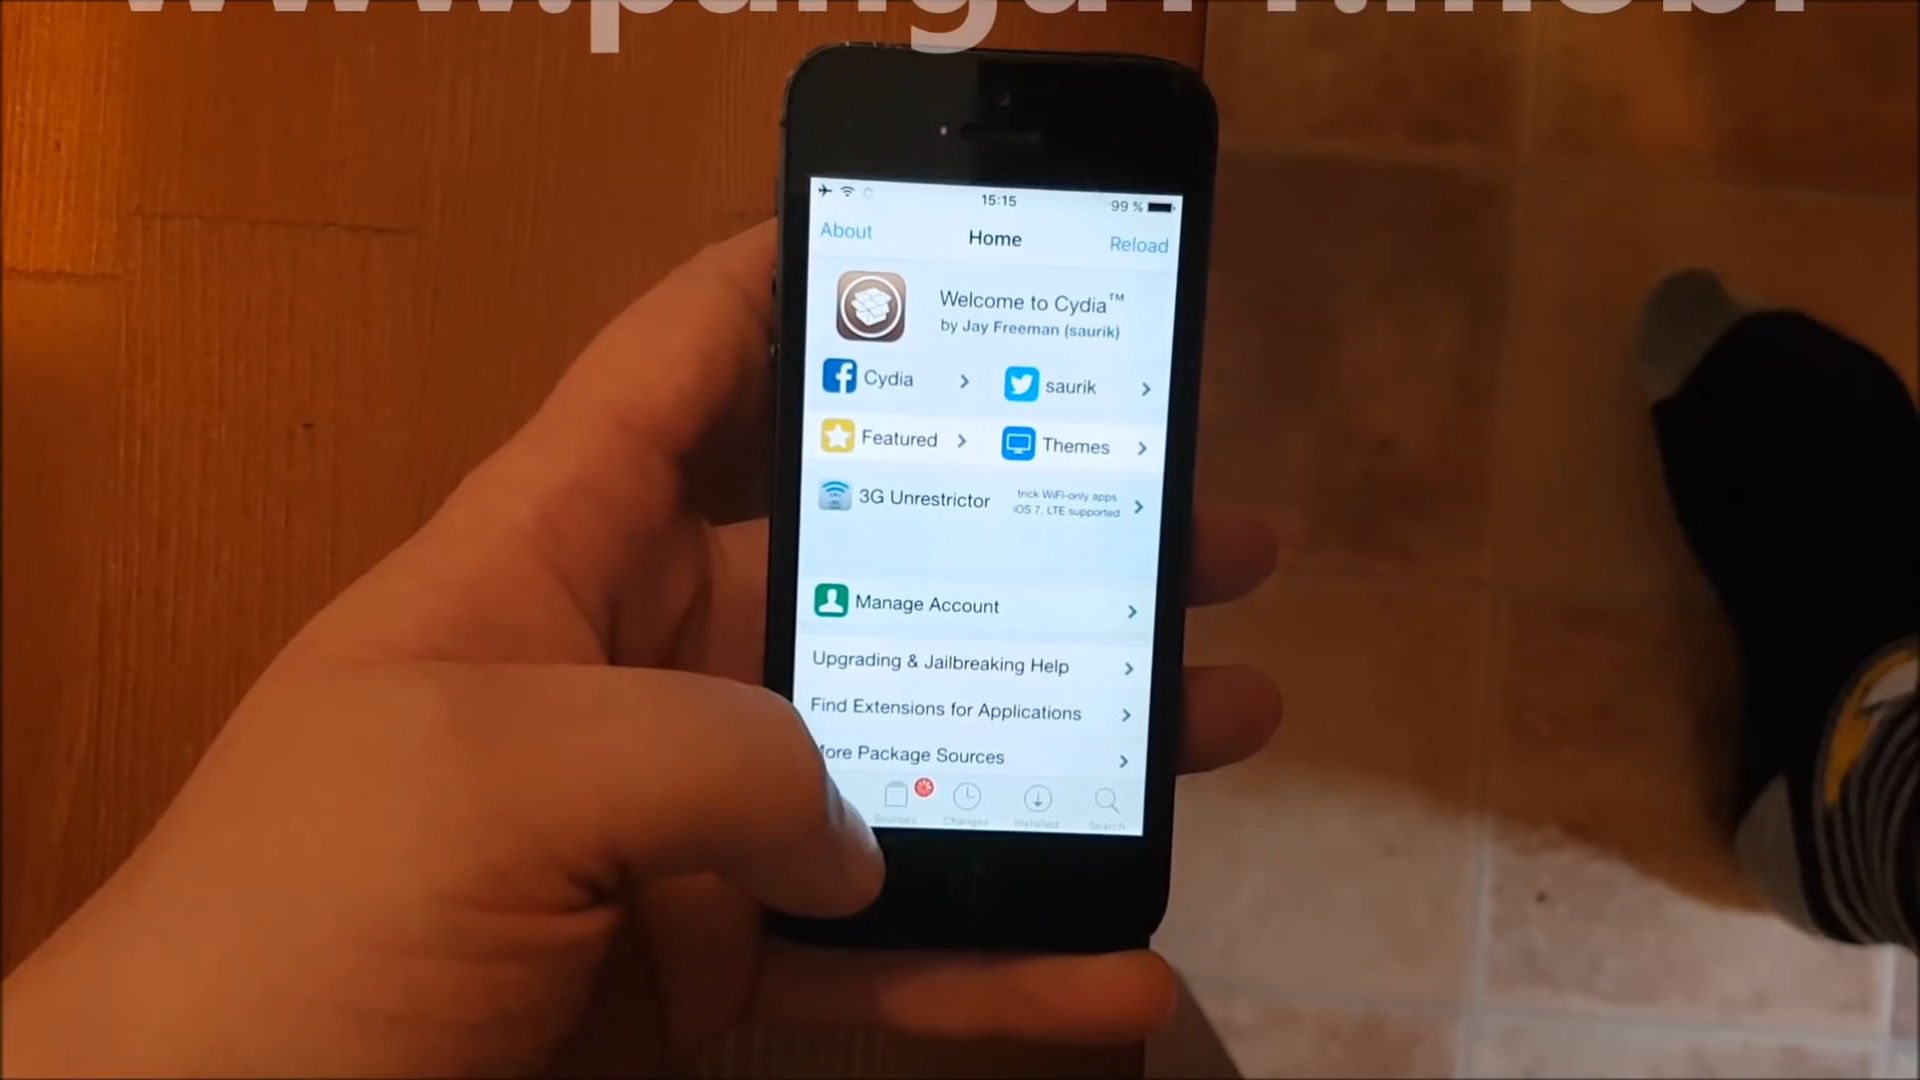 15:15
99 %
About
Home
Reload
Welcome to Cydia™
by Jay Freeman (saurik)
Cydia
saurik
Featured
Themes
3G Unrestrictor
trick WiFi-only apps
iOS 7, LTE supported
Manage Account
Upgrading & Jailbreaking Help
Find Extensions for Applications
More Package Sources
Sources
Changes
Installed
Search